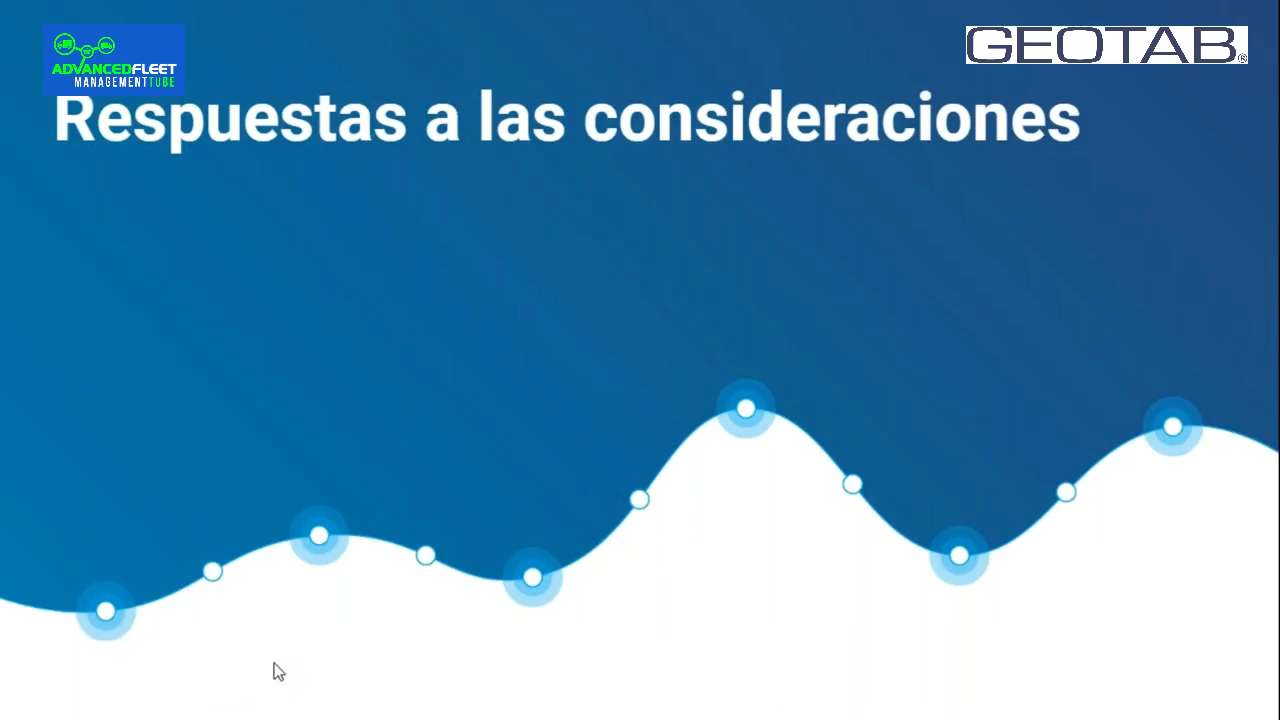 ADVANCEDFLEET
MANAGEMENTTUBE
GEOTAB®
Respuestas a las consideraciones